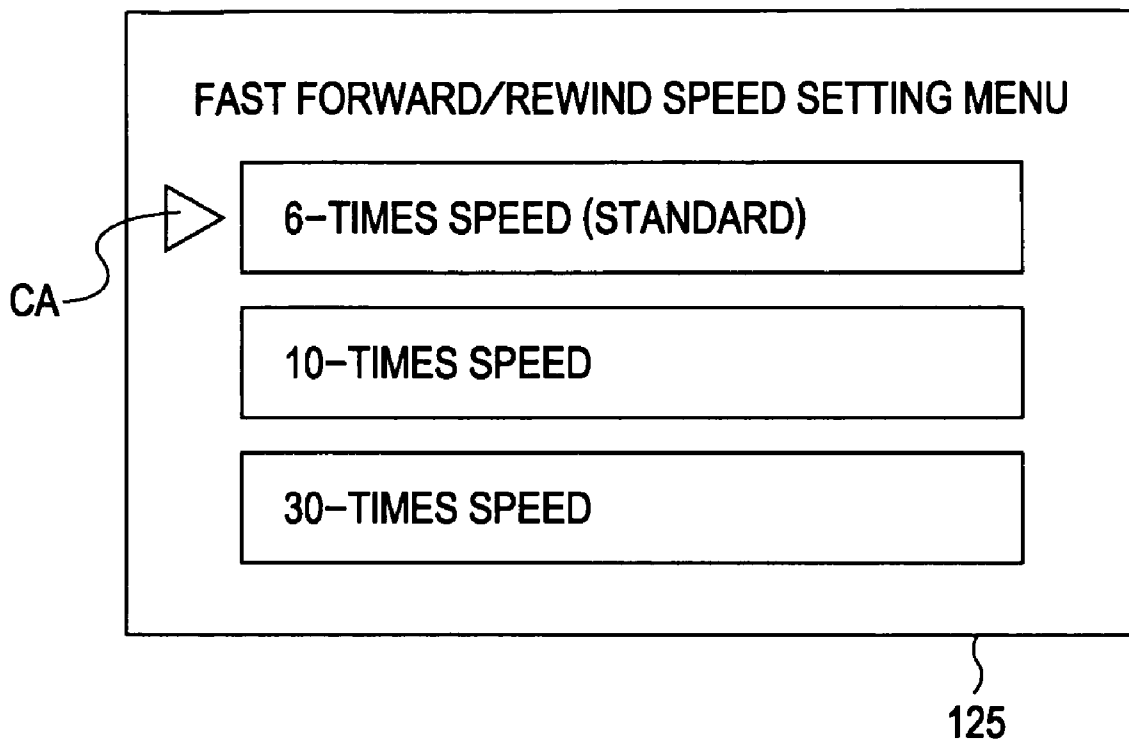 FAST FORWARD/REWIND SPEED SETTING MENU
6-TIMES SPEED (STANDARD)
CA
10-TIMES SPEED
30-TIMES SPEED
125